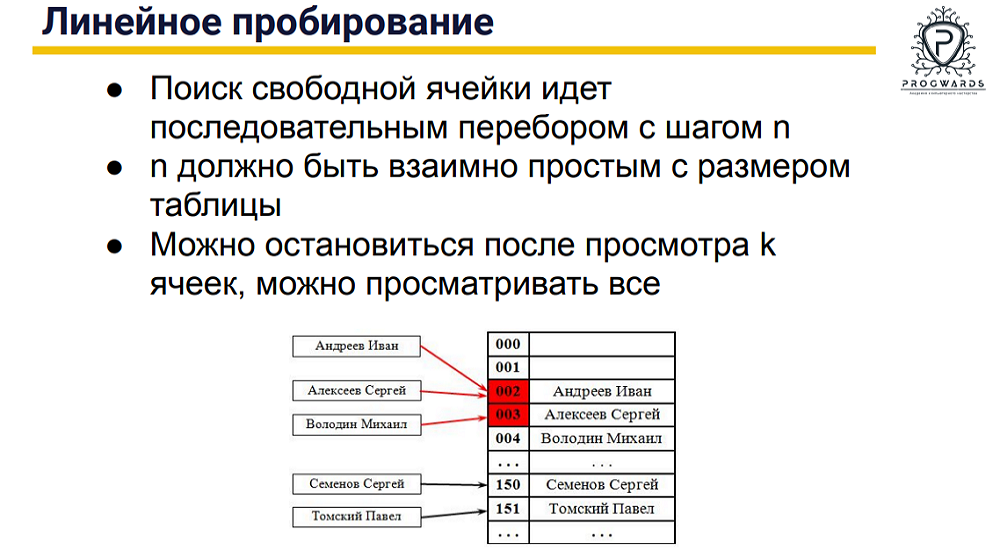 Линейное пробирование
PROGWARDS
● Поиск свободной ячейки идет
последовательным перебором с шагом n
● n должно быть взаимно простым с размером
таблицы
● Можно остановиться после просмотра k
ячеек, можно просматривать все
Андреев Иван
Алексеев Сергей
Володин Михаил
Семенов Сергей
Томский Павел
000
001
002 Андреев Иван
003 Алексеев Сергей
004 Володин Михаил
... ...
150 Семенов Сергей
151 Томский Павел
... ...